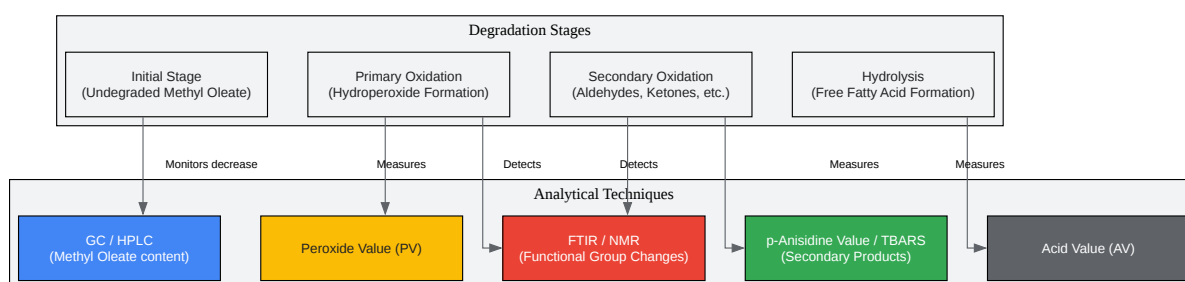 Degradation Stages
Initial Stage
(Undegraded Methyl Oleate)
Primary Oxidation
(Hydroperoxide Formation)
Secondary Oxidation
(Aldehydes, Ketones, etc.)
Hydrolysis
(Free Fatty Acid Formation)
Monitors decrease
Measures
Detects
Detects
Measures
Measures
Analytical Techniques
GC / HPLC
(Methyl Oleate content)
Peroxide Value (PV)
FTIR / NMR
(Functional Group Changes)
p-Anisidine Value / TBARS
(Secondary Products)
Acid Value (AV)